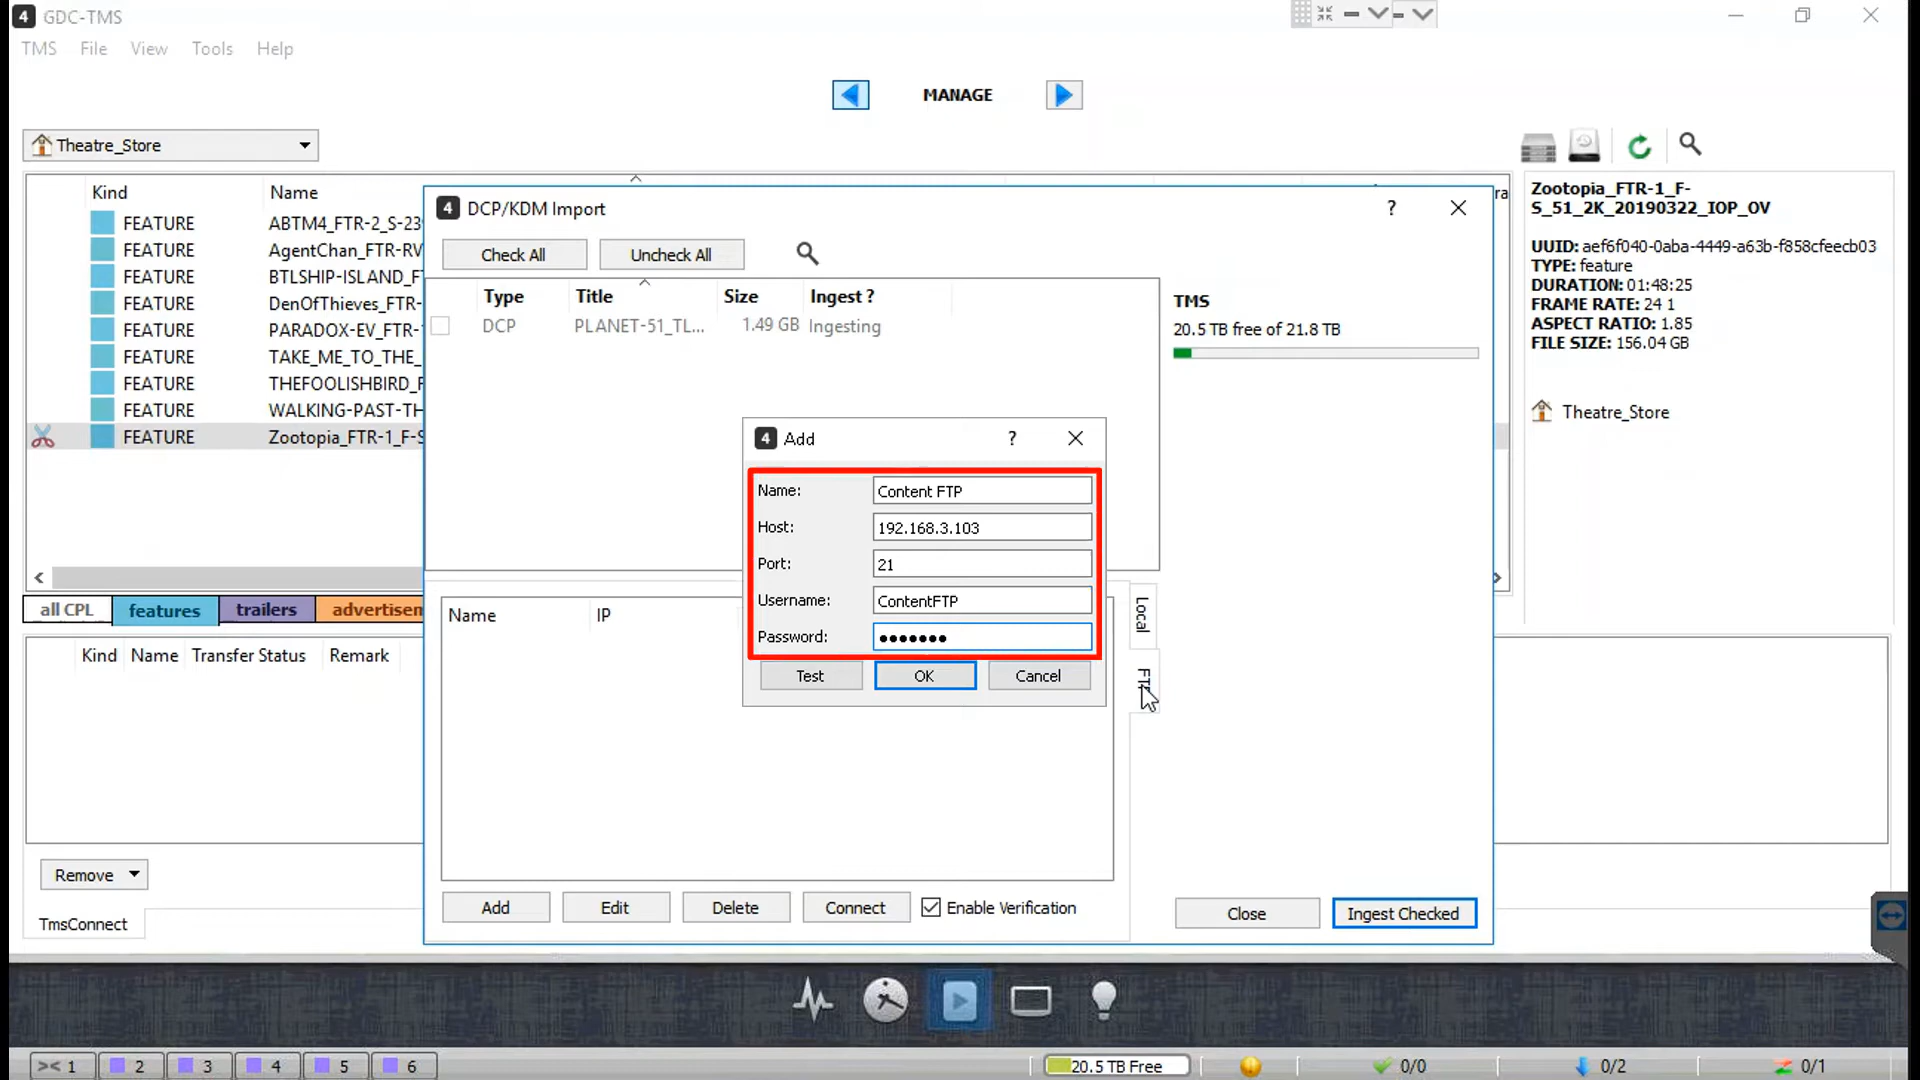 4 GDC-TMS
TMS File View Tools Help
MANAGE
Theatre_Store
Kind Name
FEATURE ABTM4_FTR-2_S-23
FEATURE AgentChan_FTR-RV
FEATURE BTLSHIP-ISLAND_F
FEATURE DenOfThieves_FTR-
FEATURE PARADOX-EV_FTR-
FEATURE TAKE_ME_TO_THE_
FEATURE THEFOOLISHBIRD_F
FEATURE WALKING-PAST-TH
FEATURE Zootopia_FTR-1_F-S
all CPL features trailers advertisem
Kind Name Transfer Status Remark
Remove
TmsConnect
4 DCP/KDM Import ?
Check All Uncheck All
Type Title Size Ingest ?
DCP PLANET-51_TL... 1.49 GB Ingesting
TMS
20.5 TB free of 21.8 TB
4 Add ?
Name: Content FTP
Host: 192.168.3.103
Port: 21
Username: ContentFTP
Password: ●●●●●●●
Test OK Cancel
Name IP
Local
Add Edit Delete Connect Enable Verification
Close Ingest Checked
Zootopia_FTR-1_F-
S_51_2K_20190322_IOP_OV
UUID: aef6f040-0aba-4449-a63b-f858cfeecb03
TYPE: feature
DURATION: 01:48:25
FRAME RATE: 24 1
ASPECT RATIO: 1.85
FILE SIZE: 156.04 GB
Theatre_Store
1 2 3 4 5 6 20.5 TB Free 0/0 0/2 0/1